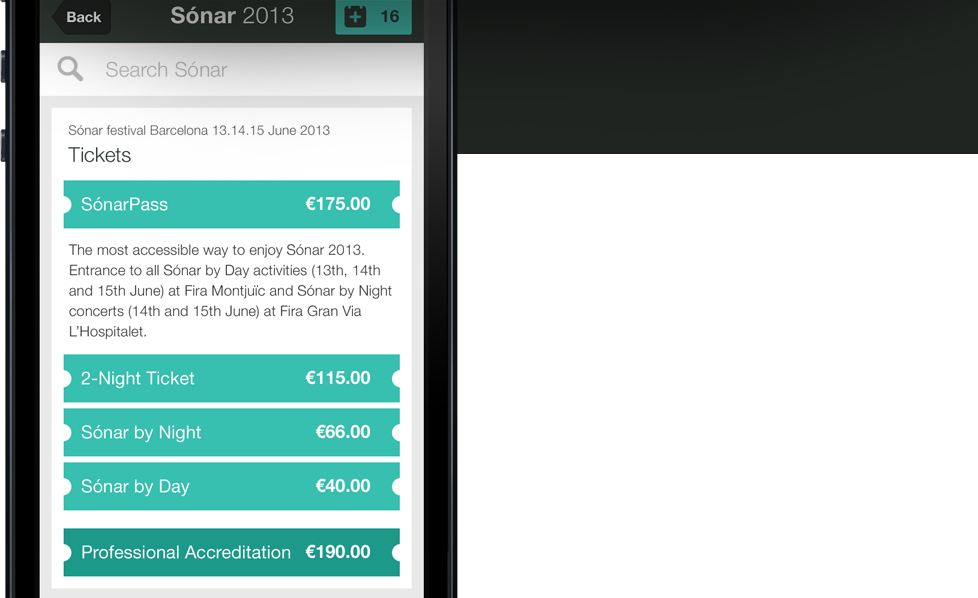 Back
Sónar 2013
16
Search Sónar
Sónar festival Barcelona 13.14.15 June 2013
Tickets
SónarPass €175.00
The most accessible way to enjoy Sónar 2013.
Entrance to all Sónar by Day activities (13th, 14th
and 15th June) at Fira Montjuïc and Sónar by Night
concerts (14th and 15th June) at Fira Gran Via
L’Hospitalet.
2-Night Ticket €115.00
Sónar by Night €66.00
Sónar by Day €40.00
Professional Accreditation €190.00